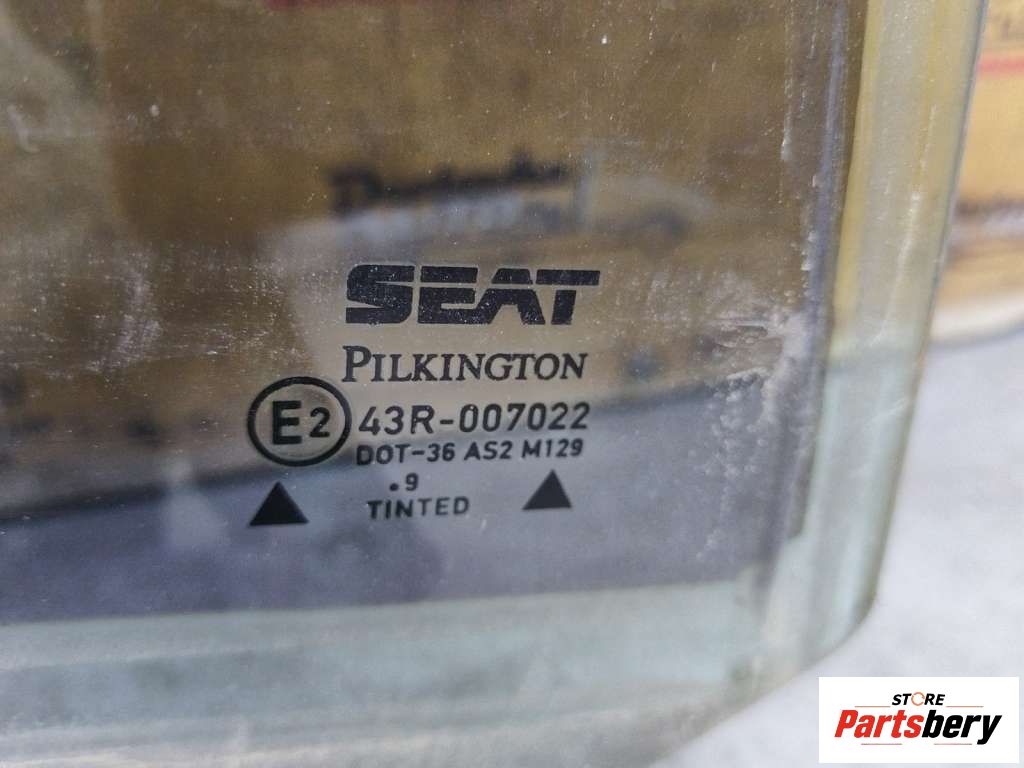 SEAT
PILKINGTON
E2 43R-007022
DOT-36 AS2 M129
.9
TINTED
STORE
Partsbery